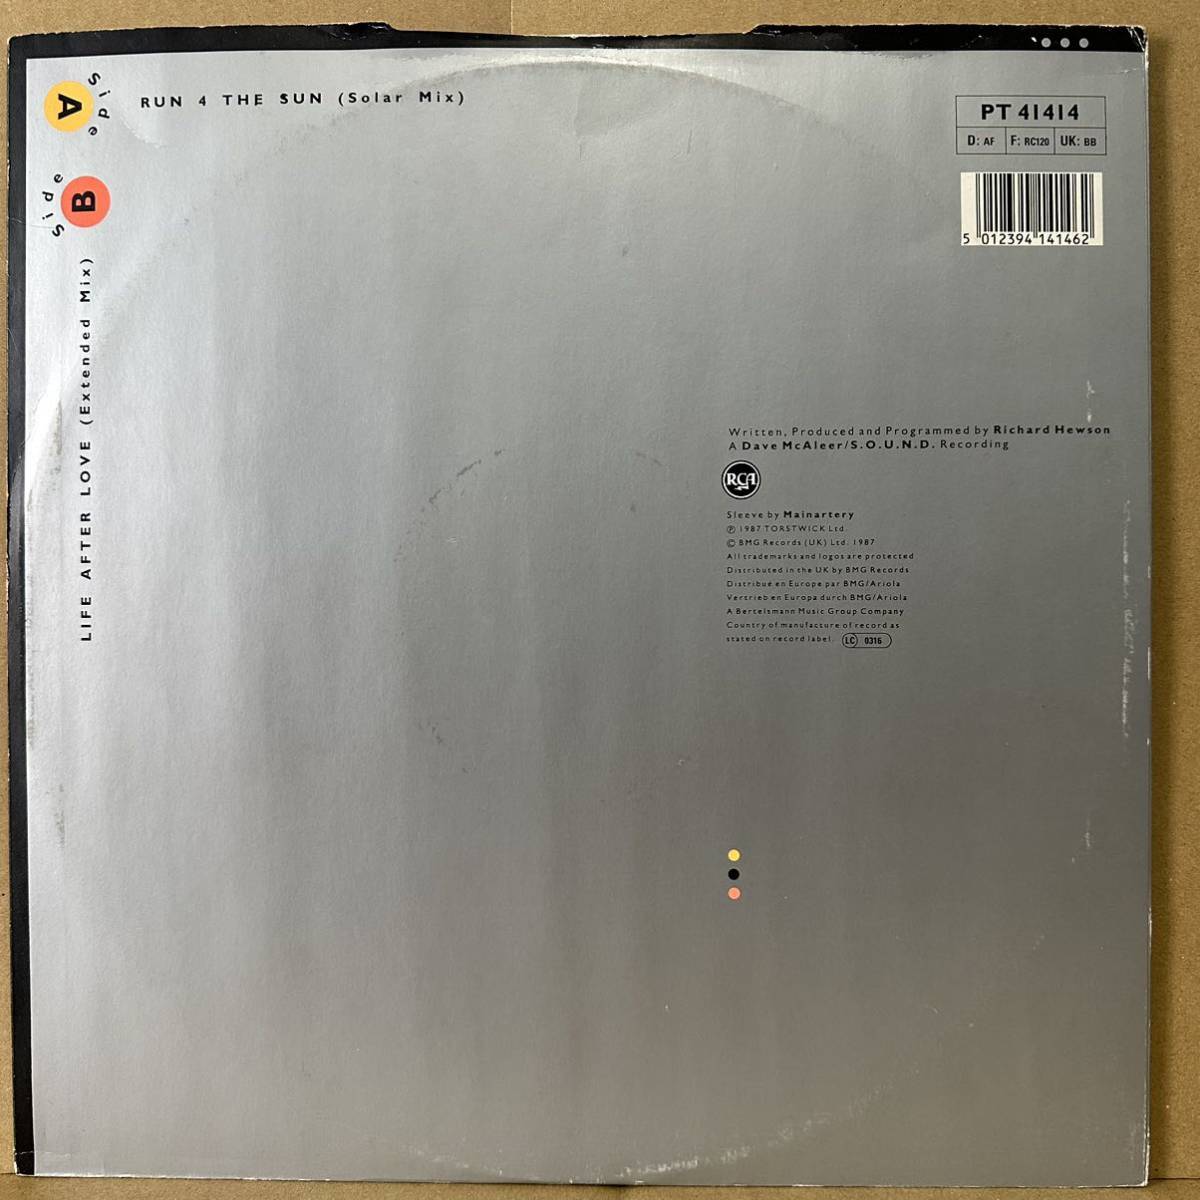 Side A
RUN 4 THE SUN (Solar Mix)
Side B
LIFE AFTER LOVE (Extended Mix)
PT 41414
D: AF F: RC120 UK: BB
5 012394 141462
Written, Produced and Programmed by Richard Hewson
A Dave McAleer/S.O.U.N.D. Recording
RCA
Sleeve by Mainartery
℗ 1987 TORSTWICK Ltd.
© BMG Records (UK) Ltd. 1987
All trademarks and logos are protected
Distributed in the UK by BMG Records
Distribué en Europe par BMG/Ariola
Vertrieb en Europa durch BMG/Ariola
A Bertelsmann Music Group Company
Country of manufacture of record as
stated on record label. LC 0316